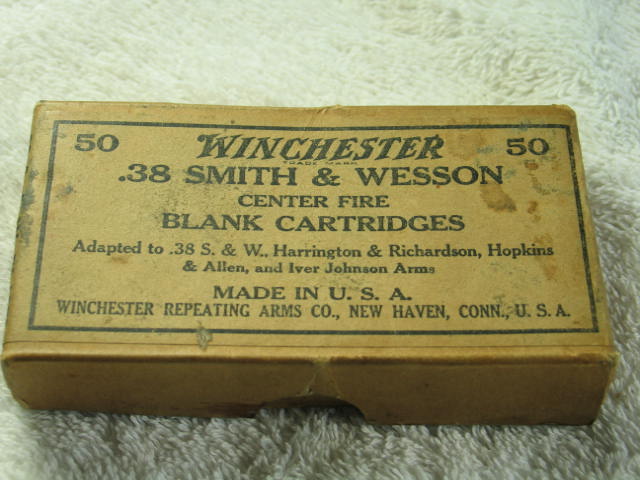 50 WINCHESTER 50
TRADE MARK
.38 SMITH & WESSON
CENTER FIRE
BLANK CARTRIDGES
Adapted to .38 S. & W., Harrington & Richardson, Hopkins
& Allen, and Iver Johnson Arms
MADE IN U. S. A.
WINCHESTER REPEATING ARMS CO., NEW HAVEN, CONN., U. S. A.